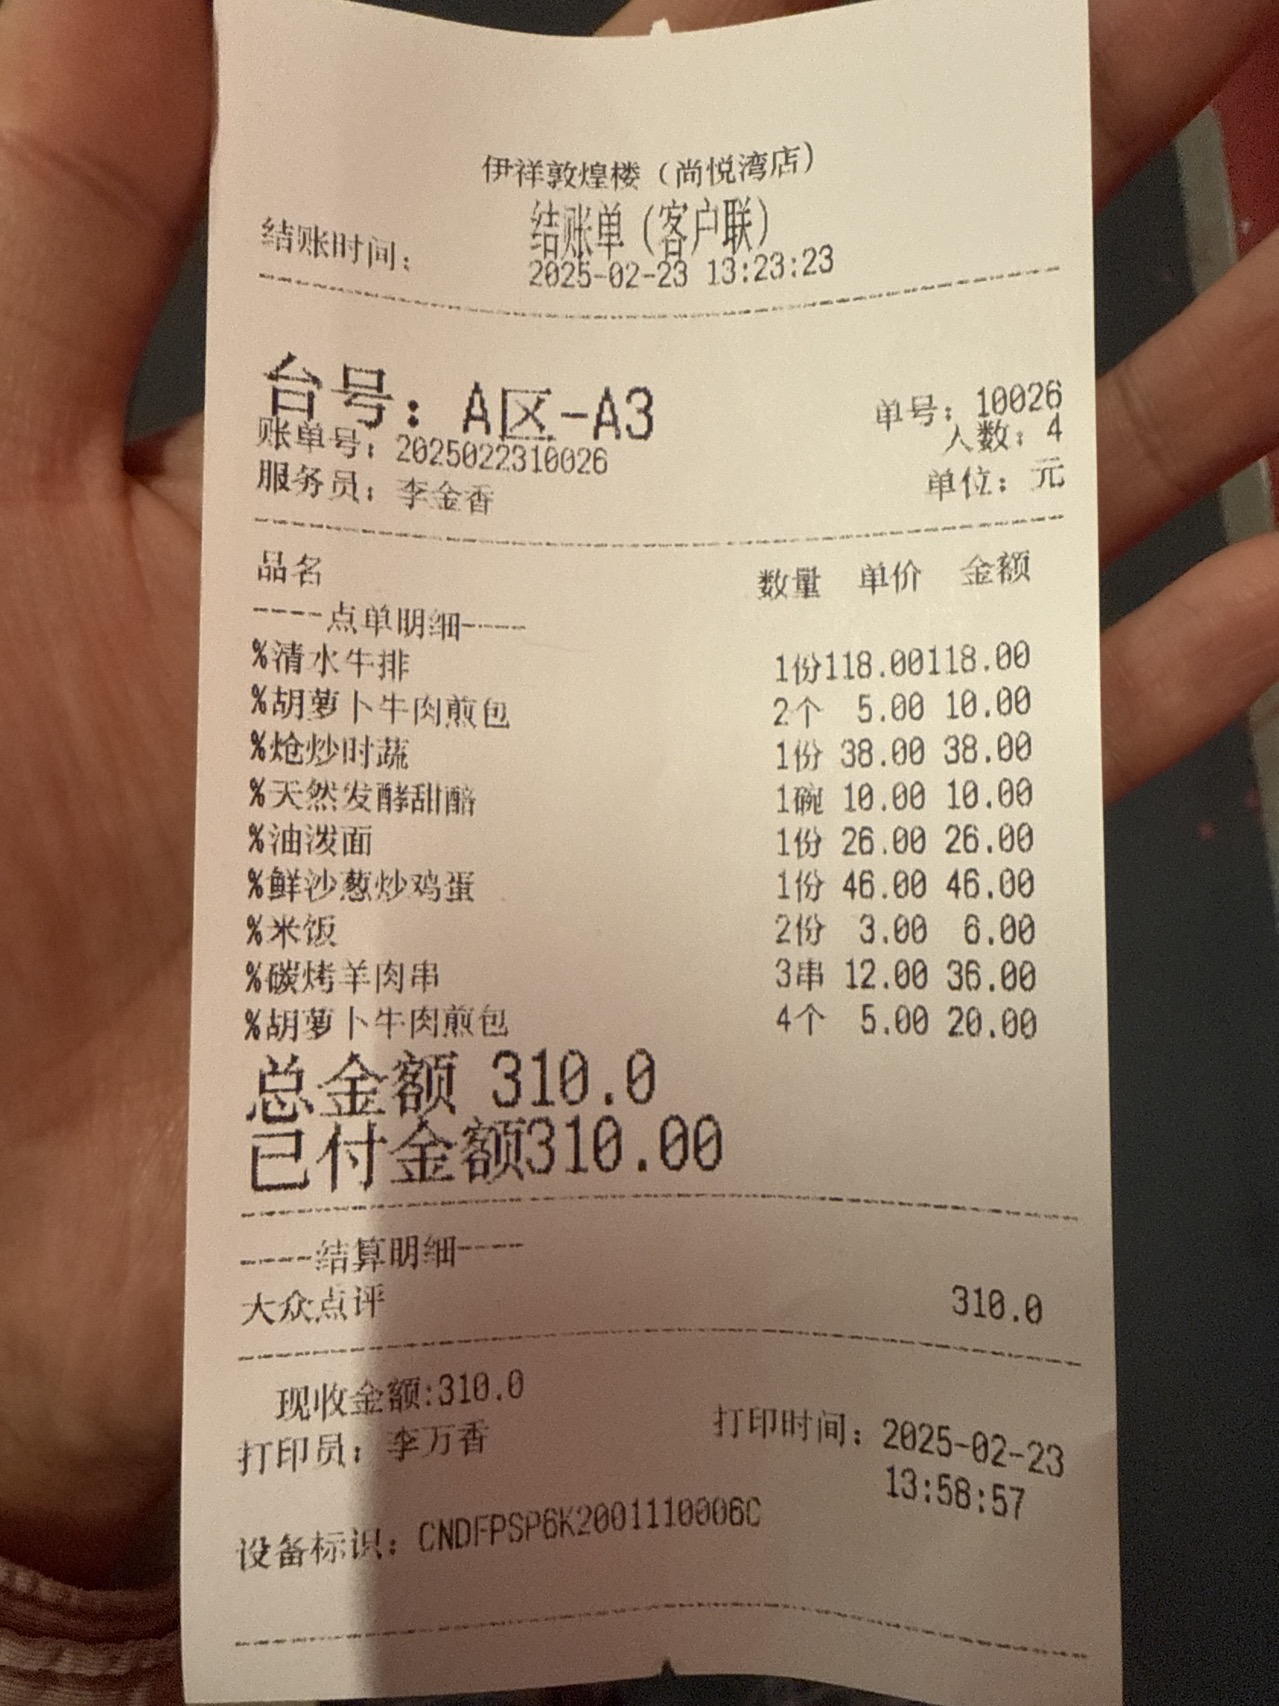 伊祥敦煌楼（尚悦湾店）
结账单（客户联）
结账时间： 2025-02-23 13:23:23
台号：A区-A3
单号：10026
账单号：2025022310026
人数：4
服务员：李金香
单位：元
品名 数量 单价 金额
----点单明细----
%清水牛排 1份118.00118.00
%胡萝卜牛肉煎包 2个 5.00 10.00
%炝炒时蔬 1份 38.00 38.00
%天然发酵甜醅 1碗 10.00 10.00
%油泼面 1份 26.00 26.00
%鲜沙葱炒鸡蛋 1份 46.00 46.00
%米饭 2份 3.00 6.00
%碳烤羊肉串 3串 12.00 36.00
%胡萝卜牛肉煎包 4个 5.00 20.00
总金额 310.0
已付金额310.00
----结算明细----
大众点评 310.0
现收金额:310.0
打印员：李万香 打印时间：2025-02-23
13:58:57
设备标识：CNDFPSP6K2001110006C